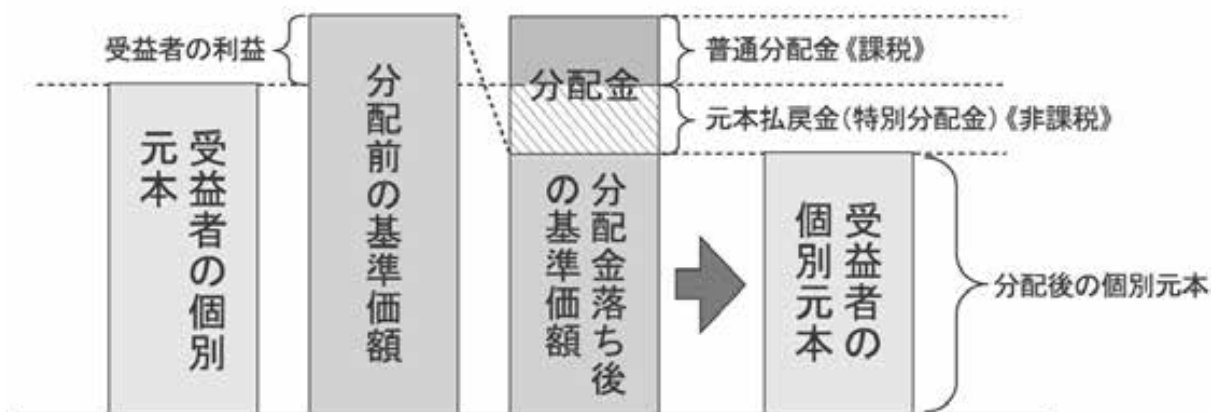 受益者の利益
普通分配金《課税》
分配金
元本払戻金(特別分配金)《非課税》
受益者の個別
元本
分配前の基準価額
分配金落ち後
の基準価額
受益者の
個別元本
分配後の個別元本